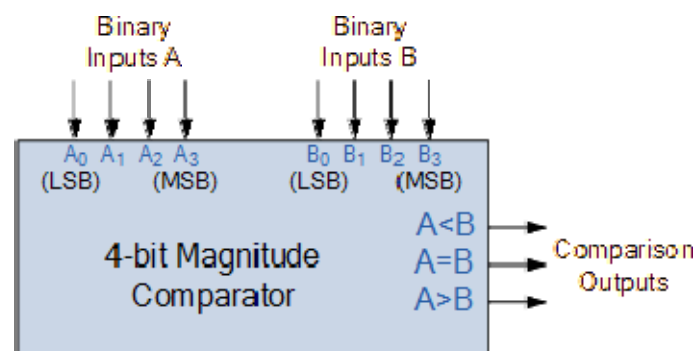 Binary
Inputs A
Binary
Inputs B
A₀ A₁ A₂ A₃
B₀ B₁ B₂ B₃
(LSB) (MSB)
(LSB) (MSB)
4-bit Magnitude
Comparator
A<B
A=B
A>B
Comparison
Outputs